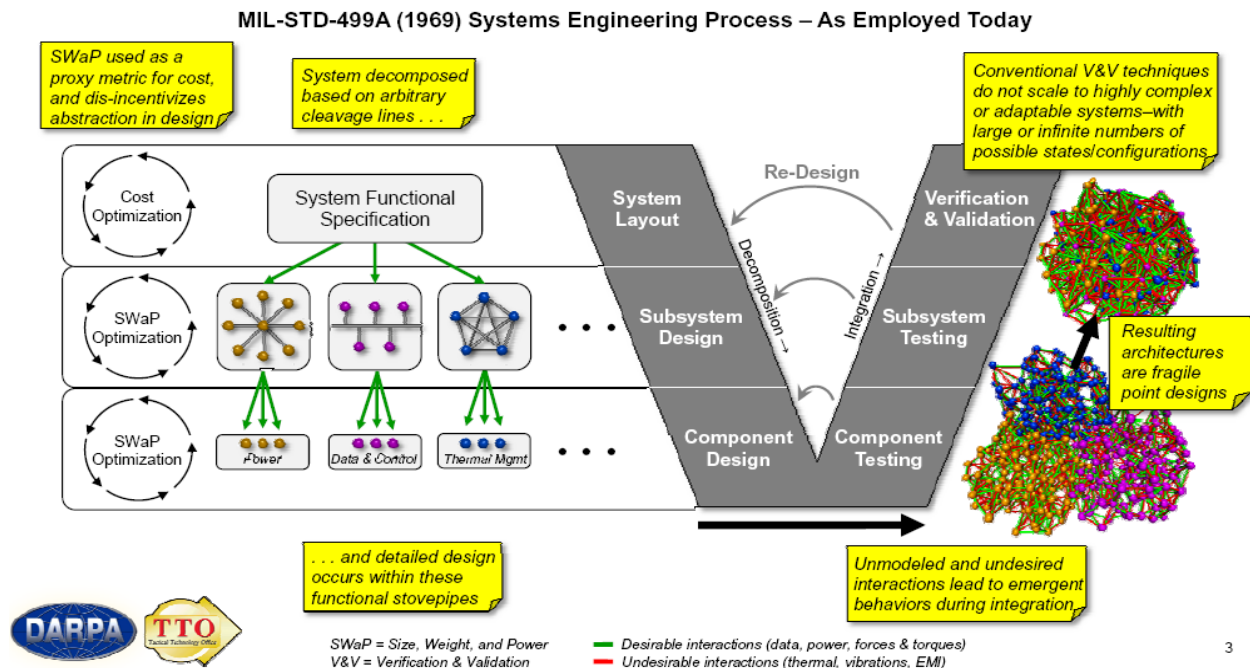 MIL-STD-499A (1969) Systems Engineering Process – As Employed Today
SWaP used as a
proxy metric for cost,
and dis-incentivizes
abstraction in design
System decomposed
based on arbitrary
cleavage lines . . .
Conventional V&V techniques
do not scale to highly complex
or adaptable systems–with
large or infinite numbers of
possible states/configurations
Cost
Optimization
System Functional
Specification
System
Layout
Re-Design
Verification
& Validation
SWaP
Optimization
. . .
Subsystem
Design
Decomposition →
Integration →
Subsystem
Testing
Resulting
architectures
are fragile
point designs
SWaP
Optimization
Power
Data & Control
Thermal Mgmt
. . .
Component
Design
Component
Testing
. . . and detailed design
occurs within these
functional stovepipes
Unmodeled and undesired
interactions lead to emergent
behaviors during integration
DARPA
TTO
Tactical Technology Office
SWaP = Size, Weight, and Power
V&V = Verification & Validation
Desirable interactions (data, power, forces & torques)
Undesirable interactions (thermal, vibrations, EMI)
3